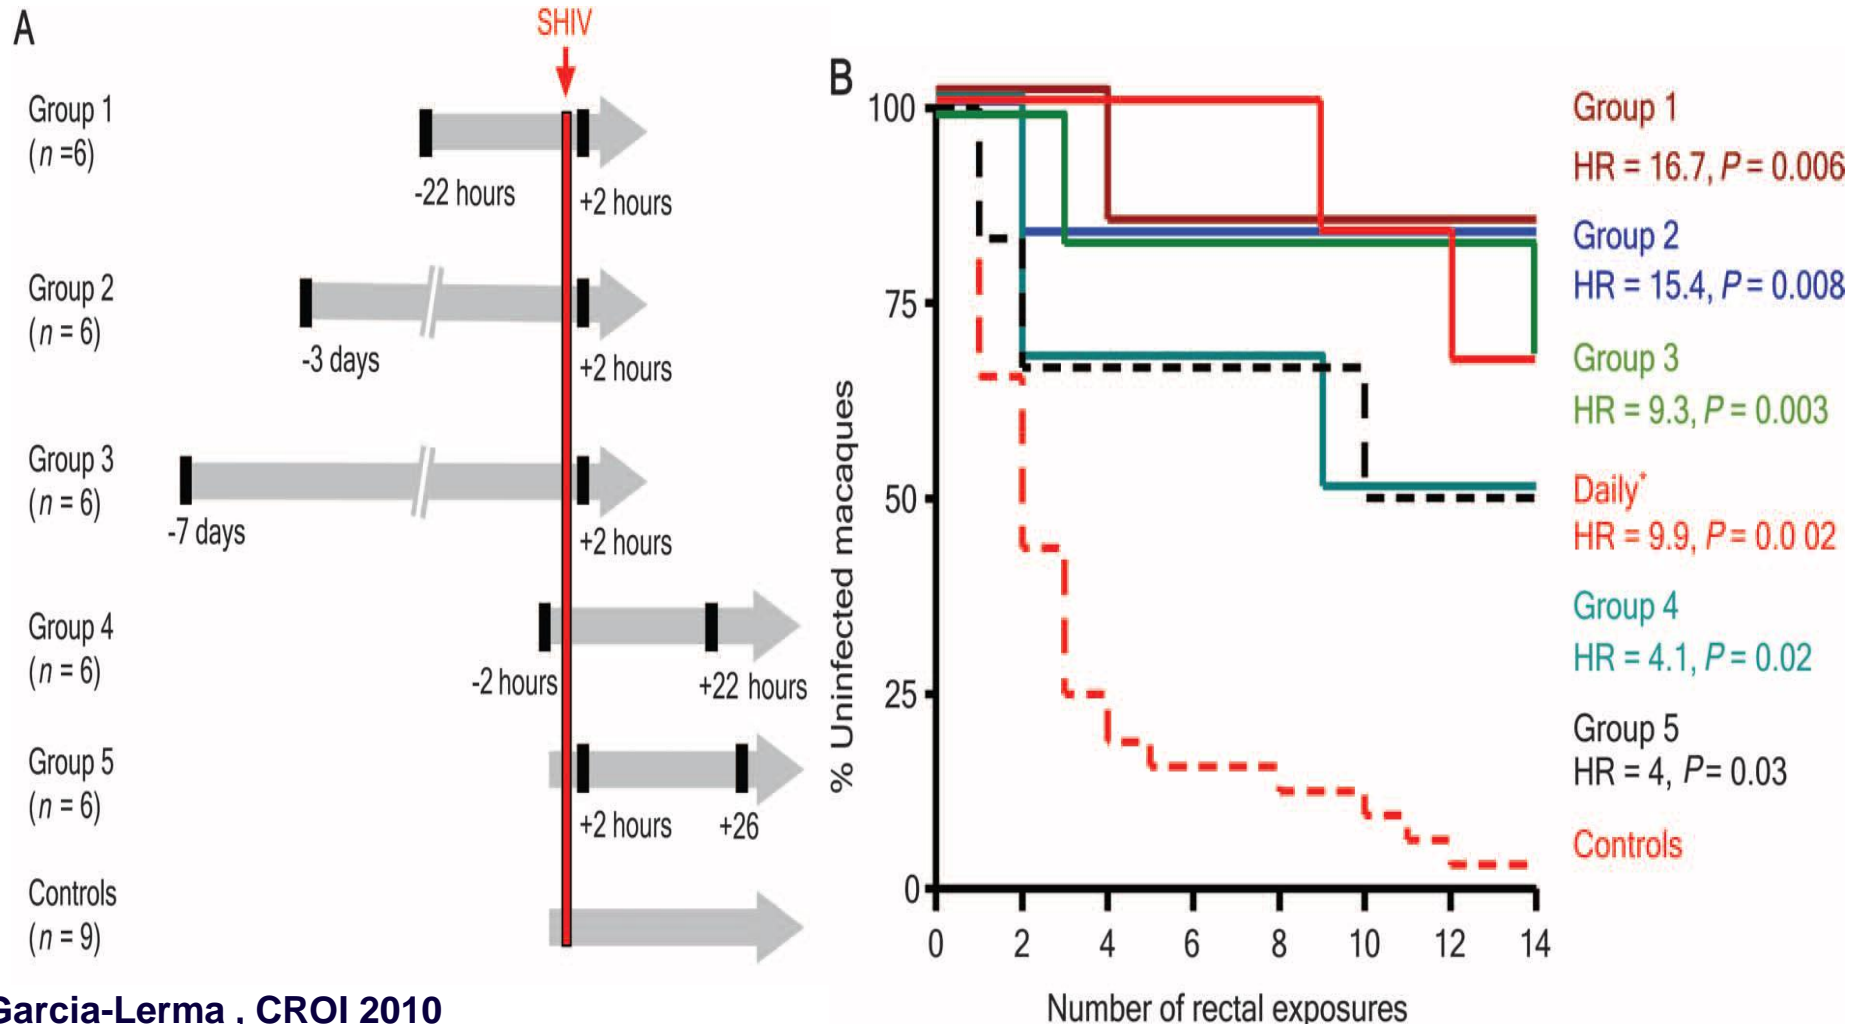 A
SHIV
Group 1
(n =6)
-22 hours
+2 hours
Group 2
(n = 6)
-3 days
+2 hours
Group 3
(n = 6)
-7 days
+2 hours
Group 4
(n = 6)
-2 hours
+22 hours
Group 5
(n = 6)
+2 hours
+26
Controls
(n = 9)
Garcia-Lerma , CROI 2010
B
% Uninfected macaques
100
75
50
25
0
0 2 4 6 8 10 12 14
Number of rectal exposures
Group 1
HR = 16.7, P = 0.006
Group 2
HR = 15.4, P = 0.008
Group 3
HR = 9.3, P = 0.003
Daily*
HR = 9.9, P = 0.0 02
Group 4
HR = 4.1, P = 0.02
Group 5
HR = 4, P= 0.03
Controls